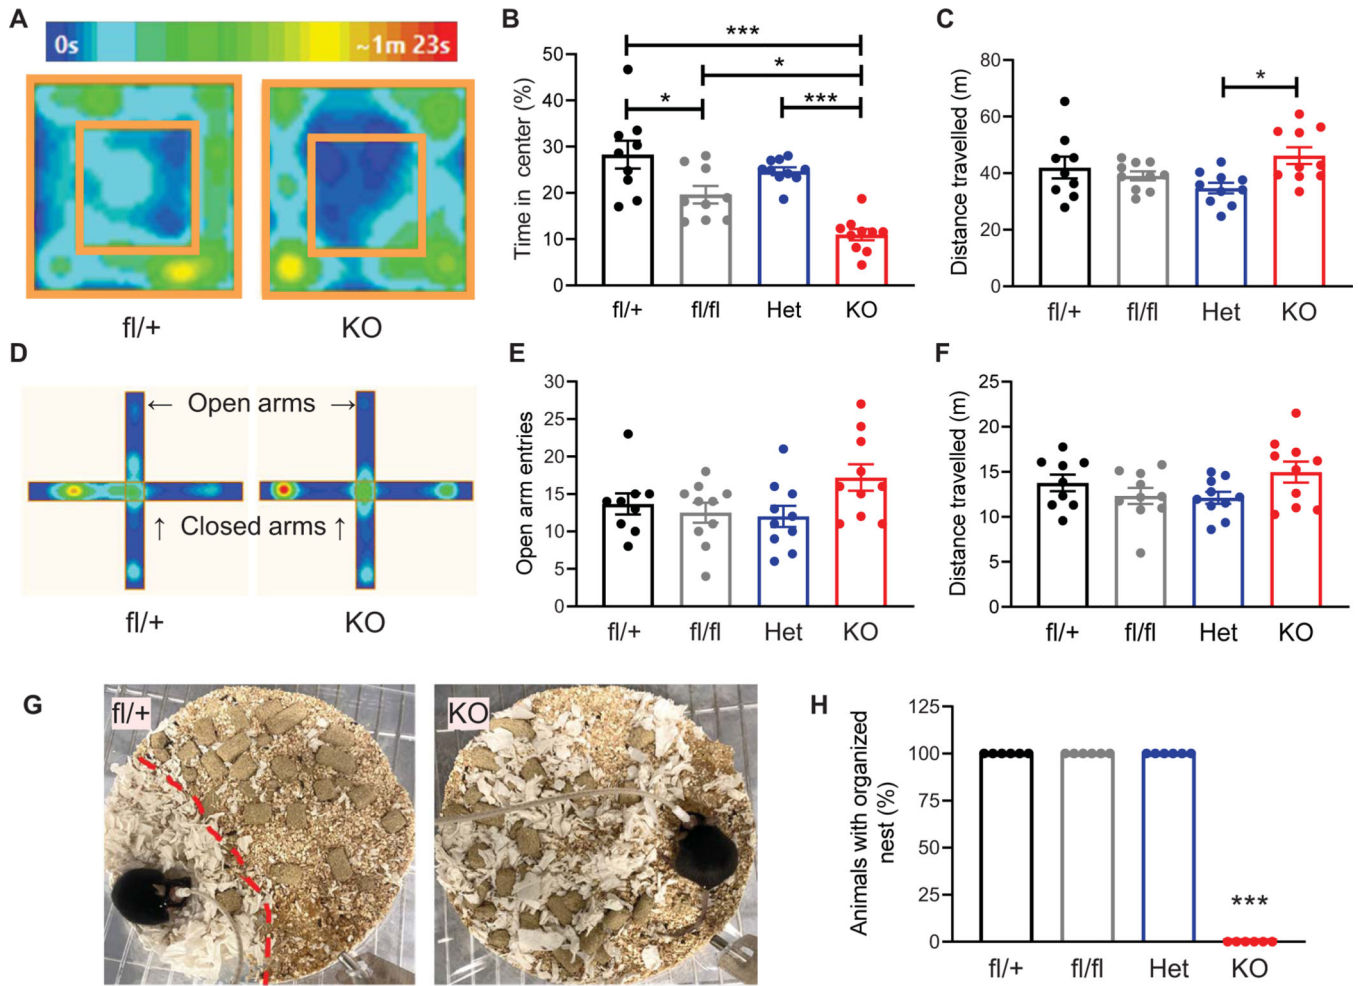 A
0s
~1m 23s
fl/+
KO
B
***
*
*
***
Time in center (%)
50
40
30
20
10
0
fl/+
fl/fl
Het
KO
C
*
Distance travelled (m)
80
60
40
20
0
fl/+
fl/fl
Het
KO
D
← Open arms →
↑ Closed arms ↑
fl/+
KO
E
Open arm entries
30
25
20
15
10
5
0
fl/+
fl/fl
Het
KO
F
Distance travelled (m)
25
20
15
10
5
0
fl/+
fl/fl
Het
KO
G
fl/+
KO
H
Animals with organized
nest (%)
125
100
75
50
25
0
***
fl/+
fl/fl
Het
KO